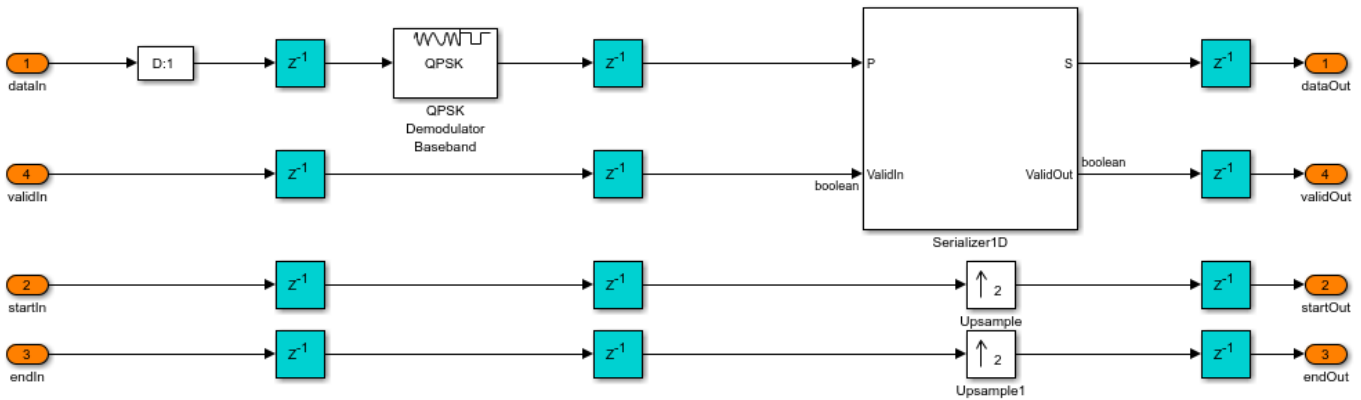 1
dataIn
D:1
Z-1
QPSK
QPSK
Demodulator
Baseband
Z-1
P
S
Z-1
1
dataOut
4
validIn
Z-1
Z-1
boolean
ValidIn
ValidOut
boolean
Z-1
4
validOut
Serializer1D
2
startIn
Z-1
Z-1
2
Upsample
Z-1
2
startOut
3
endIn
Z-1
Z-1
2
Upsample1
Z-1
3
endOut